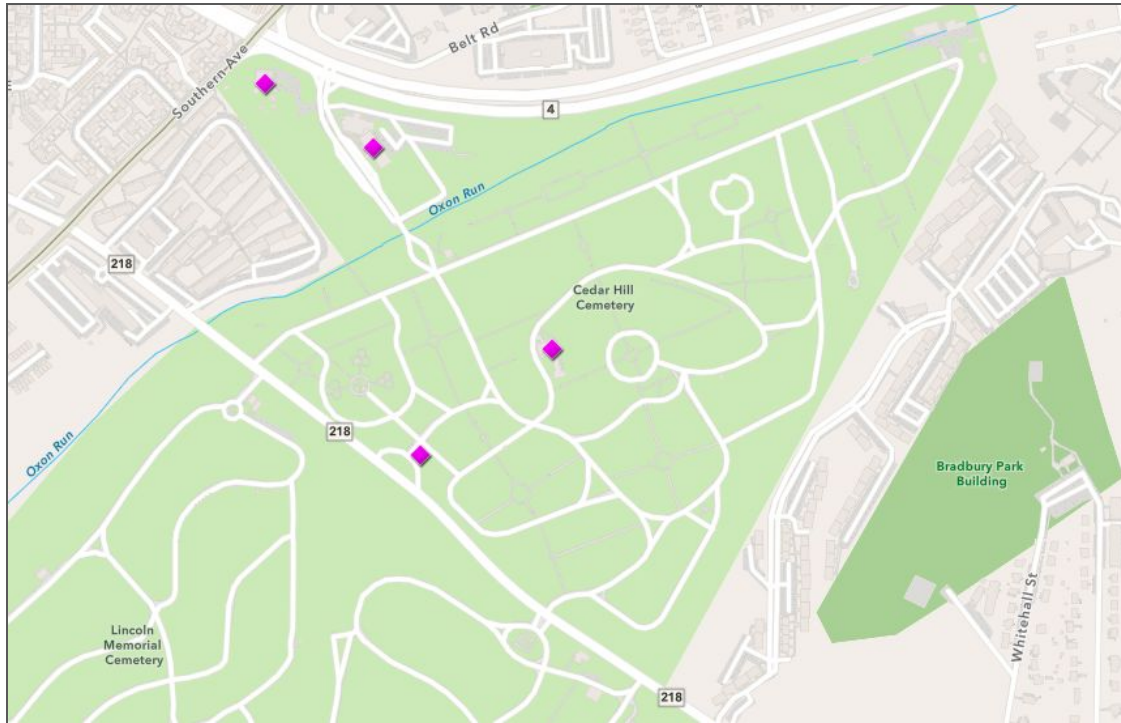 Belt Rd
Southern Ave
4
Oxon Run
218
Cedar Hill
Cemetery
218
Oxon Run
Bradbury Park
Building
Whitehall St
Lincoln
Memorial
Cemetery
218